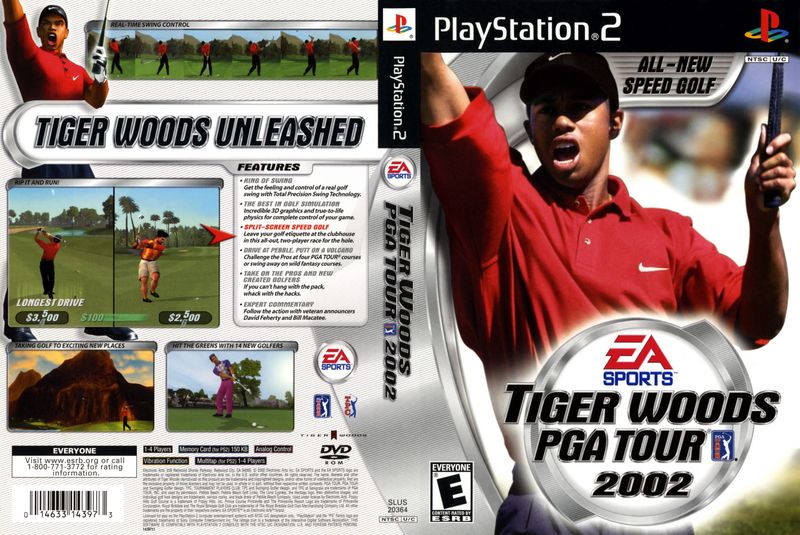 REAL-TIME SWING CONTROL
TIGER WOODS UNLEASHED
FEATURES
• KING OF SWING
Get the feeling and control of a real golf
swing with Total Precision Swing Technology.
• THE BEST IN GOLF SIMULATION
Incredible 3D graphics and true-to-life
physics for complete control of your game.
• SPLIT-SCREEN SPEED GOLF
Leave your golf etiquette at the clubhouse
in this all-out, two-player race for the hole.
• DRIVE AT PEBBLE, PUTT ON A VOLCANO
Challenge the Pros at four PGA TOUR® courses
or swing away on wild fantasy courses.
• TAKE ON THE PROS AND NEW
CREATED GOLFERS
If you can't hang with the pack,
whack with the hacks.
• EXPERT COMMENTARY
Follow the action with veteran announcers
David Feherty and Bill Macatee.
RIP IT AND RUN!
LONGEST DRIVE
$100
TAKING GOLF TO EXCITING NEW PLACES
HIT THE GREENS WITH 14 NEW GOLFERS
EA
SPORTS
TIGER WOODS
EVERYONE
Visit www.esrb.org or call
1-800-771-3772 for rating
information.
1-4 Players
Memory Card (for PS2) 150 KB
Analog Control
Vibration Function
Multitap (for PS2) 1-4 Players
DVD
ROM
0 14633 14397 3
PlayStation.2
EA
SPORTS
TIGER WOODS
PGA TOUR 2002
SLUS
20364
NTSC U/C
PlayStation®2
NTSC U/C
ALL-NEW
SPEED GOLF
EA
SPORTS™
TIGER WOODS
PGA TOUR
2002
EVERYONE
E
ESRB